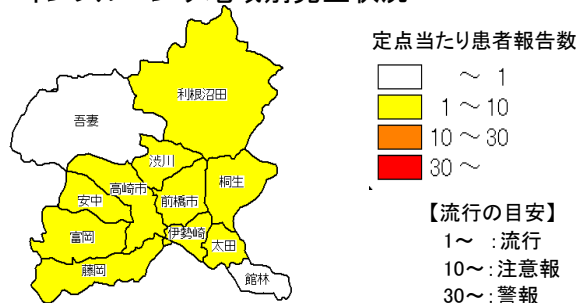 定点当たり患者報告数
～ 1
1～10
10～30
30～
【流行の目安】
1～ :流行
10～:注意報
30～:警報
利根沼田
吾妻
渋川
高崎市
前橋市
桐生
安中
富岡
伊勢崎
太田
藤岡
館林